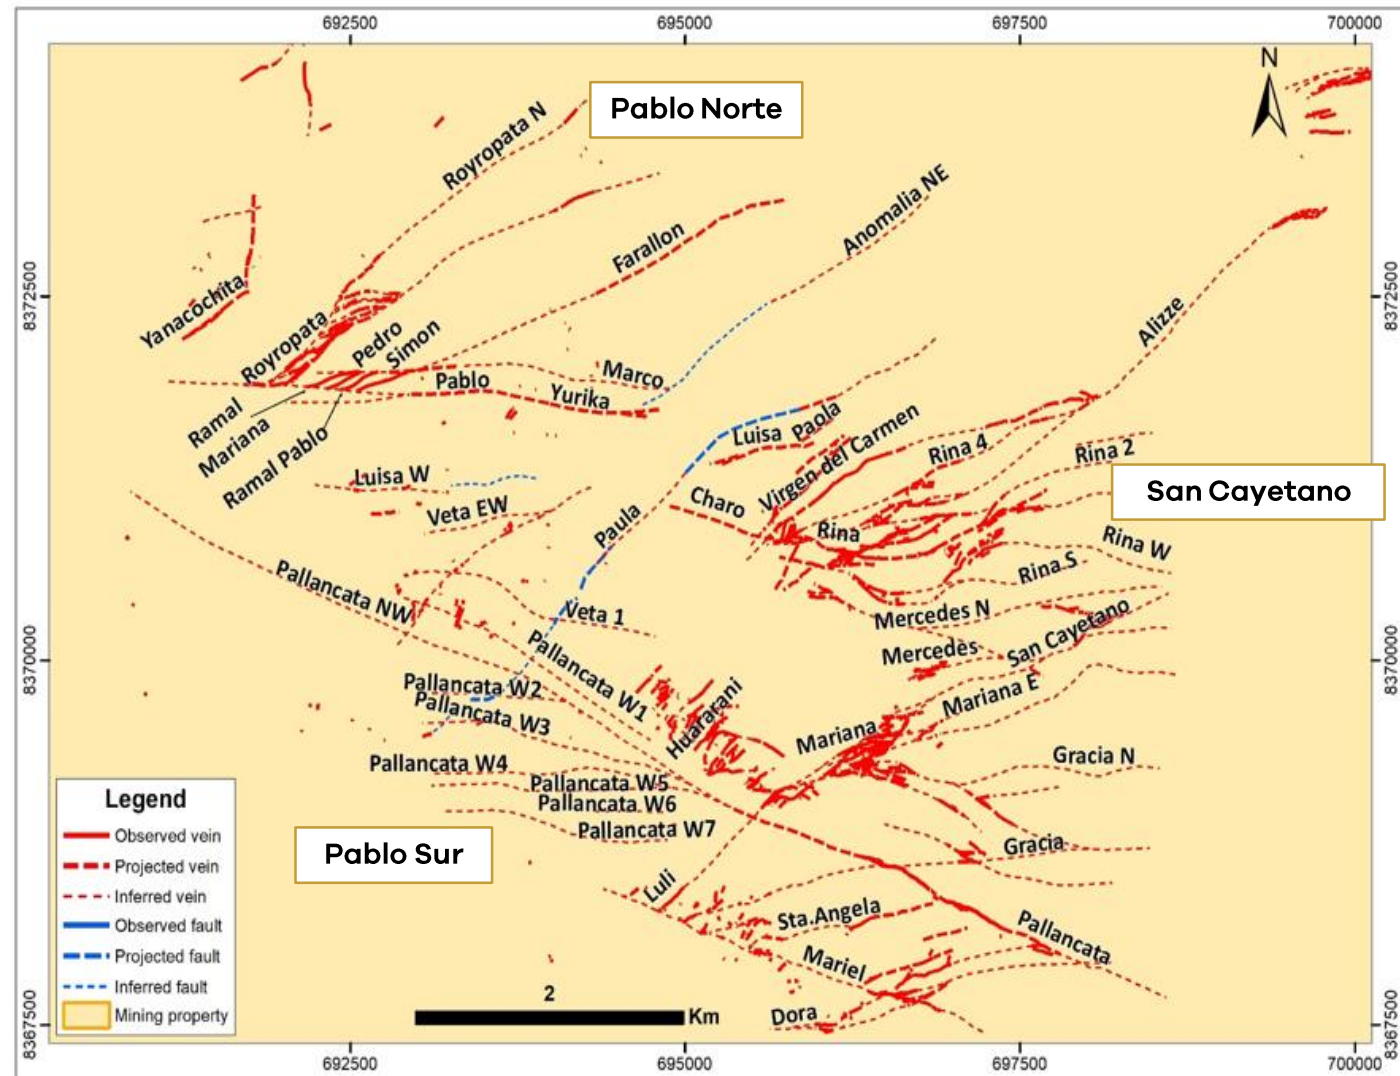 692500
695000
697500
700000
N
Pablo Norte
Royropata N
Anomalia NE
Farallon
8372500
8372500
Yanacochita
Alizze
Royropata
Pedro
Simon
Marco
Pablo
Yurika
Ramal
Mariana
Ramal Pablo
Luisa
Paola
Virgen del Carmen
Rina 4
Rina 2
Luisa W
San Cayetano
Charo
Veta EW
Paula
Rina
Rina W
Rina S
Pallancata NW
Veta 1
Mercedes N
San Cayetano
Mercedes
8370000
8370000
Pallancata W1
Pallancata W2
Pallancata W3
Mariana E
Huararani
Mariana
Gracia N
Pallancata W4
Pallancata W5
Pallancata W6
Pallancata W7
Gracia
Pablo Sur
Luli
Sta.Angela
Pallancata
Mariel
Dora
Legend
Observed vein
Projected vein
Inferred vein
Observed fault
Projected fault
Inferred fault
Mining property
2
Km
8367500
8367500
692500
695000
697500
700000